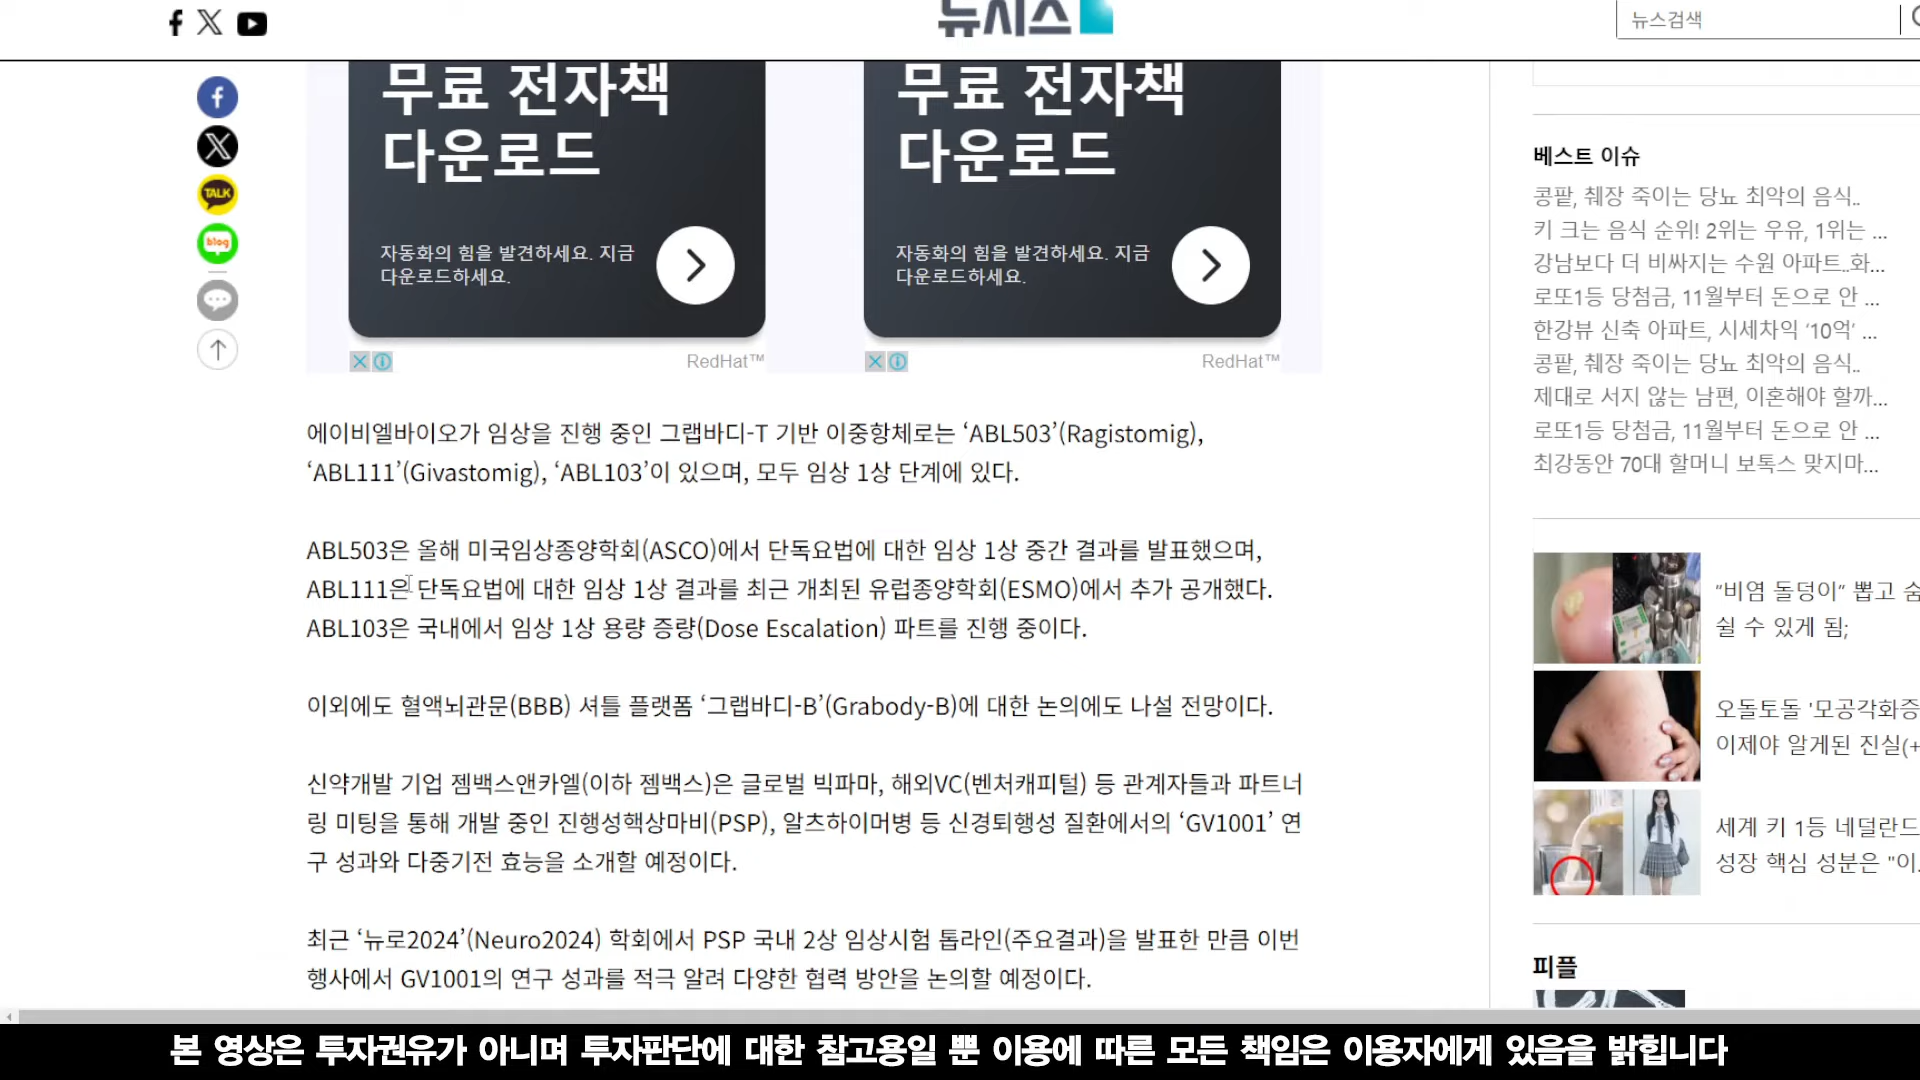 뉴시스
뉴스검색
무료 전자책
다운로드
자동화의 힘을 발견하세요. 지금
다운로드하세요.
RedHat™
무료 전자책
다운로드
자동화의 힘을 발견하세요. 지금
다운로드하세요.
RedHat™
TALK
blog
에이비엘바이오가 임상을 진행 중인 그랩바디-T 기반 이중항체로는 ‘ABL503’(Ragistomig),
‘ABL111’(Givastomig), ‘ABL103’이 있으며, 모두 임상 1상 단계에 있다.
ABL503은 올해 미국임상종양학회(ASCO)에서 단독요법에 대한 임상 1상 중간 결과를 발표했으며,
ABL111은 단독요법에 대한 임상 1상 결과를 최근 개최된 유럽종양학회(ESMO)에서 추가 공개했다.
ABL103은 국내에서 임상 1상 용량 증량(Dose Escalation) 파트를 진행 중이다.
이외에도 혈액뇌관문(BBB) 셔틀 플랫폼 ‘그랩바디-B’(Grabody-B)에 대한 논의에도 나설 전망이다.
신약개발 기업 젬백스앤카엘(이하 젬백스)은 글로벌 빅파마, 해외VC(벤처캐피털) 등 관계자들과 파트너
링 미팅을 통해 개발 중인 진행성핵상마비(PSP), 알츠하이머병 등 신경퇴행성 질환에서의 ‘GV1001’ 연
구 성과와 다중기전 효능을 소개할 예정이다.
최근 ‘뉴로2024’(Neuro2024) 학회에서 PSP 국내 2상 임상시험 톱라인(주요결과)을 발표한 만큼 이번
행사에서 GV1001의 연구 성과를 적극 알려 다양한 협력 방안을 논의할 예정이다.
베스트 이슈
콩팥, 췌장 죽이는 당뇨 최악의 음식..
키 크는 음식 순위! 2위는 우유, 1위는 ...
강남보다 더 비싸지는 수원 아파트..화...
로또1등 당첨금, 11월부터 돈으로 안 ...
한강뷰 신축 아파트, 시세차익 ‘10억’ ...
콩팥, 췌장 죽이는 당뇨 최악의 음식..
제대로 서지 않는 남편, 이혼해야 할까...
로또1등 당첨금, 11월부터 돈으로 안 ...
최강동안 70대 할머니 보톡스 맞지마...
“비염 돌덩이” 뽑고 숨
쉴 수 있게 됨;
오돌토돌 '모공각화증
이제야 알게된 진실(+
세계 키 1등 네덜란드
성장 핵심 성분은 "이.
피플
본 영상은 투자권유가 아니며 투자판단에 대한 참고용일 뿐 이용에 따른 모든 책임은 이용자에게 있음을 밝힙니다